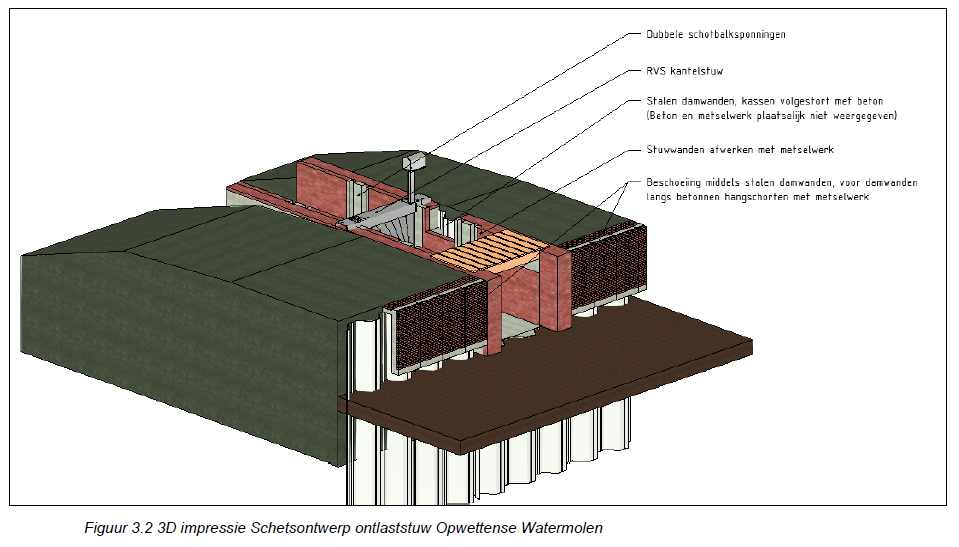 Dubbele schotbalksponningen
RVS kantelstuw
Stalen damwanden, kassen volgestort met beton
(Beton en metselwerk plaatselijk niet weergegeven)
Stuwwanden afwerken met metselwerk
Beschoeiing middels stalen damwanden, voor damwanden
langs betonnen hangschorten met metselwerk
Figuur 3.2 3D impressie Schetsontwerp ontlaststuw Opwettense Watermolen